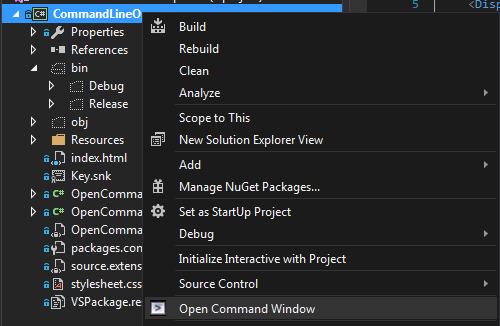 CommandLineO
Properties
References
bin
Debug
Release
obj
Resources
index.html
Key.snk
OpenComma
OpenComma
OpenComma
packages.con
source.extens
stylesheet.css
VSPackage.re
Build
Rebuild
Clean
Analyze
Scope to This
New Solution Explorer View
Add
Manage NuGet Packages...
Set as StartUp Project
Debug
Initialize Interactive with Project
Source Control
Open Command Window
5 <Disp